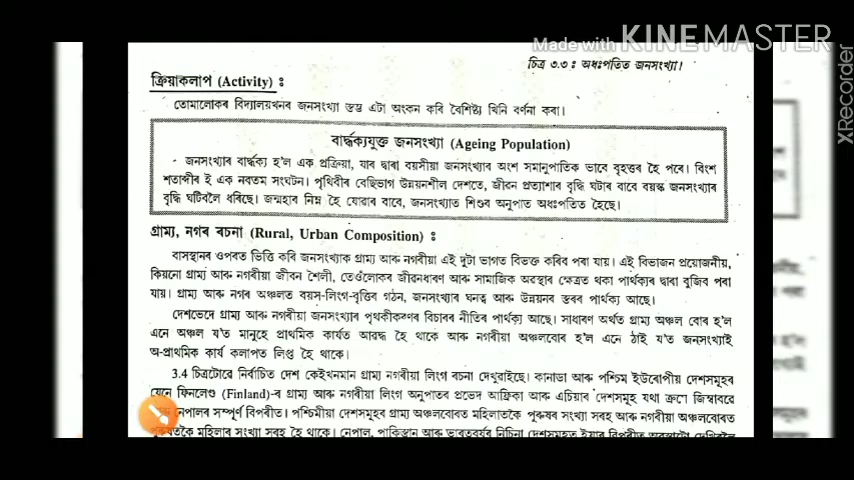 Made with KINEMASTER
XRecorder
চিত্ৰ ৩.৩ ঃ অধঃপতিত জনসংখ্যা।
ক্ৰিয়াকলাপ (Activity) ঃ
তোমালোকৰ বিদ্যালয়খনৰ জনসংখ্যা স্তম্ভ এটা অংকন কৰি বৈশিষ্ট্য খিনি বৰ্ণনা কৰা।
বাৰ্দ্ধক্যযুক্ত জনসংখ্যা (Ageing Population)
জনসংখ্যাৰ বাৰ্দ্ধক্য হ'ল এক প্ৰক্ৰিয়া, যাৰ দ্বাৰা বয়সীয়া জনসংখ্যাৰ অংশ সমানুপাতিক ভাবে বৃহত্তৰ হৈ পৰে। বিংশ
শতাব্দীৰ ই এক নবতম সংঘটন। পৃথিবীৰ বেছিভাগ উন্নয়নশীল দেশতে, জীৱন প্ৰত্যাশাৰ বৃদ্ধি ঘটাৰ বাবে বয়স্ক জনসংখ্যাৰ
বৃদ্ধি ঘটিবলৈ ধৰিছে। জন্মহাৰ নিম্ন হৈ যোৱাৰ বাবে, জনসংখ্যাত শিশুৰ অনুপাত অধঃপতিত হৈছে।
গ্ৰাম্য, নগৰ ৰচনা (Rural, Urban Composition) ঃ
বাসস্থানৰ ওপৰত ভিত্তি কৰি জনসংখ্যাক গ্ৰাম্য আৰু নগৰীয়া এই দুটা ভাগত বিভক্ত কৰিব পৰা যায়। এই বিভাজন প্ৰয়োজনীয়,
কিয়নো গ্ৰাম্য আৰু নগৰীয়া জীৱন শৈলী, তেওঁলোকৰ জীৱনধাৰণ আৰু সামাজিক অৱস্থাৰ ক্ষেত্ৰত থকা পাৰ্থক্যৰ দ্বাৰা বুজিব পৰা
যায়। গ্ৰাম্য আৰু নগৰ অঞ্চলত বয়স-লিংগ-বৃত্তিৰ গঠন, জনসংখ্যাৰ ঘনত্ব আৰু উন্নয়নৰ স্তৰৰ পাৰ্থক্য আছে।
দেশভেদে গ্ৰাম্য আৰু নগৰীয়া জনসংখ্যাৰ পৃথকীকৰণৰ বিচাৰৰ নীতিৰ পাৰ্থক্য আছে। সাধাৰণ অৰ্থত গ্ৰাম্য অঞ্চল বোৰ হ'ল
এনে অঞ্চল য'ত মানুহে প্ৰাথমিক কাৰ্যত আৱদ্ধ হৈ থাকে আৰু নগৰীয়া অঞ্চলবোৰ হ'ল এনে ঠাই য'ত জনসংখ্যাই
অ-প্ৰাথমিক কাৰ্য কলাপত লিপ্ত হৈ থাকে।
3.4 চিত্ৰটোৱে নিৰ্বাচিত দেশ কেইখনমান গ্ৰাম্য নগৰীয়া লিংগ ৰচনা দেখুৱাইছে। কানাডা আৰু পশ্চিম ইউৰোপীয় দেশসমূহৰ
যেনে ফিনলেণ্ড (Finland)-ৰ গ্ৰাম্য আৰু নগৰীয়া লিংগ অনুপাতৰ প্ৰভেদ আফ্ৰিকা আৰু এচিয়াৰ দেশসমূহ যথা ক্ৰমে জিম্বাবৱে
নেপালৰ সম্পূৰ্ণ বিপৰীত। পশ্চিমীয়া দেশসমূহৰ গ্ৰাম্য অঞ্চলবোৰত মহিলাতকৈ পুৰুষৰ সংখ্যা সৰহ আৰু নগৰীয়া অঞ্চলবোৰত
পুৰুষতকৈ মহিলাৰ সংখ্যা সৰহ হৈ থাকে। নেপাল, পাকিস্তান আৰু ভাৰতবৰ্ষৰ নিচিনা দেশসমূহত ইয়াৰ বিপৰীত